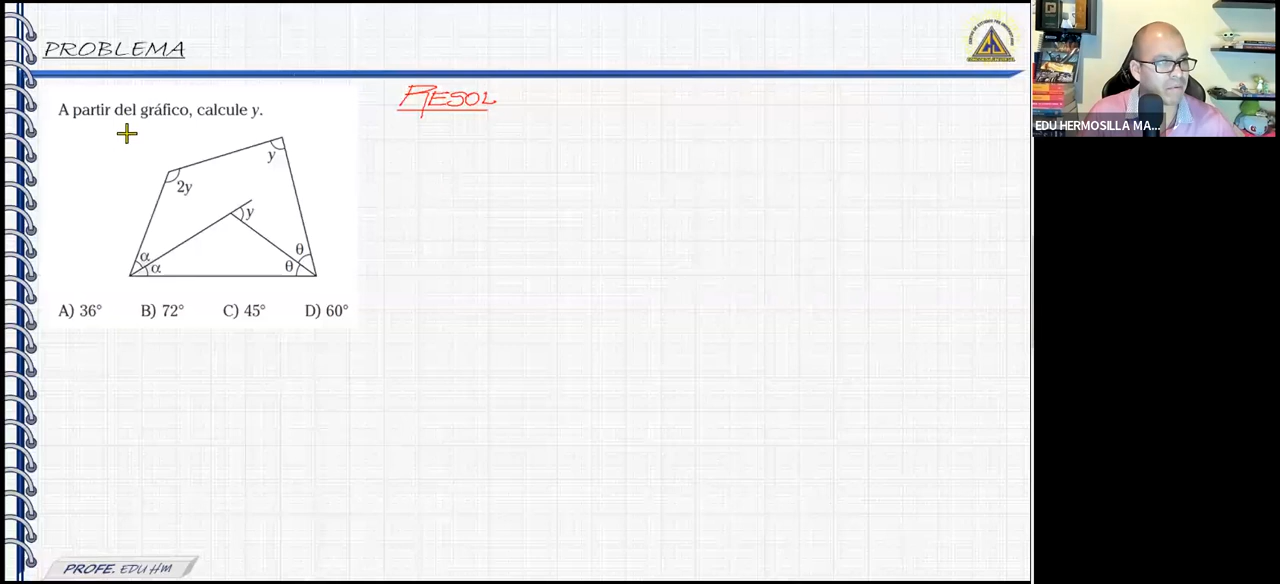 PROBLEMA
RESOL
A partir del gráfico, calcule y.
y
2y
y
α
α
θ
θ
A) 36° B) 72° C) 45° D) 60°
PROFE. EDU HM
EDU HERMOSILLA MA...